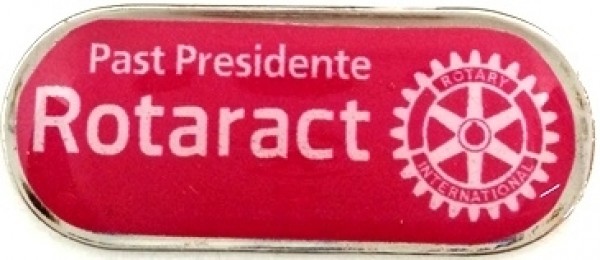 Past Presidente
Rotaract
ROTARY
INTERNATIONAL